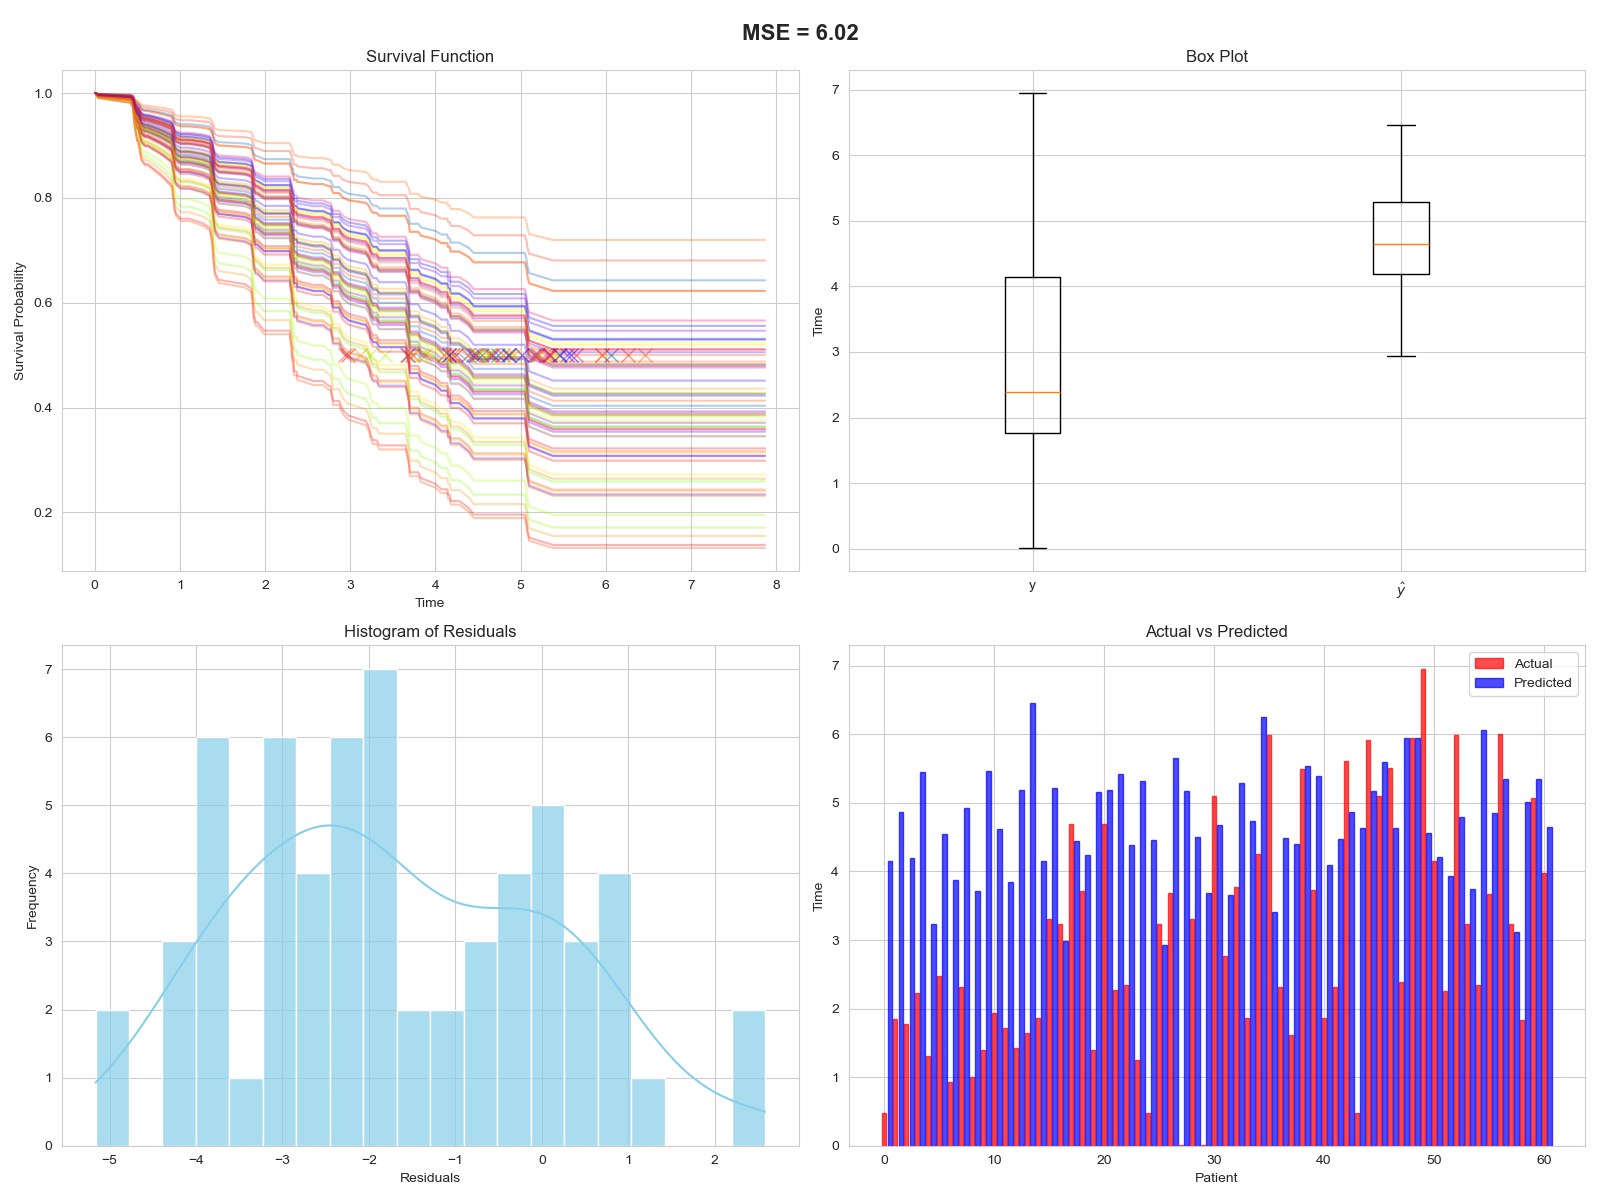 MSE = 6.02
Survival Function
Survival Probability
1.0
0.8
0.6
0.4
0.2
0 1 2 3 4 5 6 7 8
Time
Box Plot
Time
7
6
5
4
3
2
1
0
y ŷ
Histogram of Residuals
Frequency
7
6
5
4
3
2
1
0
−5 −4 −3 −2 −1 0 1 2
Residuals
Actual vs Predicted
Actual
Predicted
Time
7
6
5
4
3
2
1
0
0 10 20 30 40 50 60
Patient